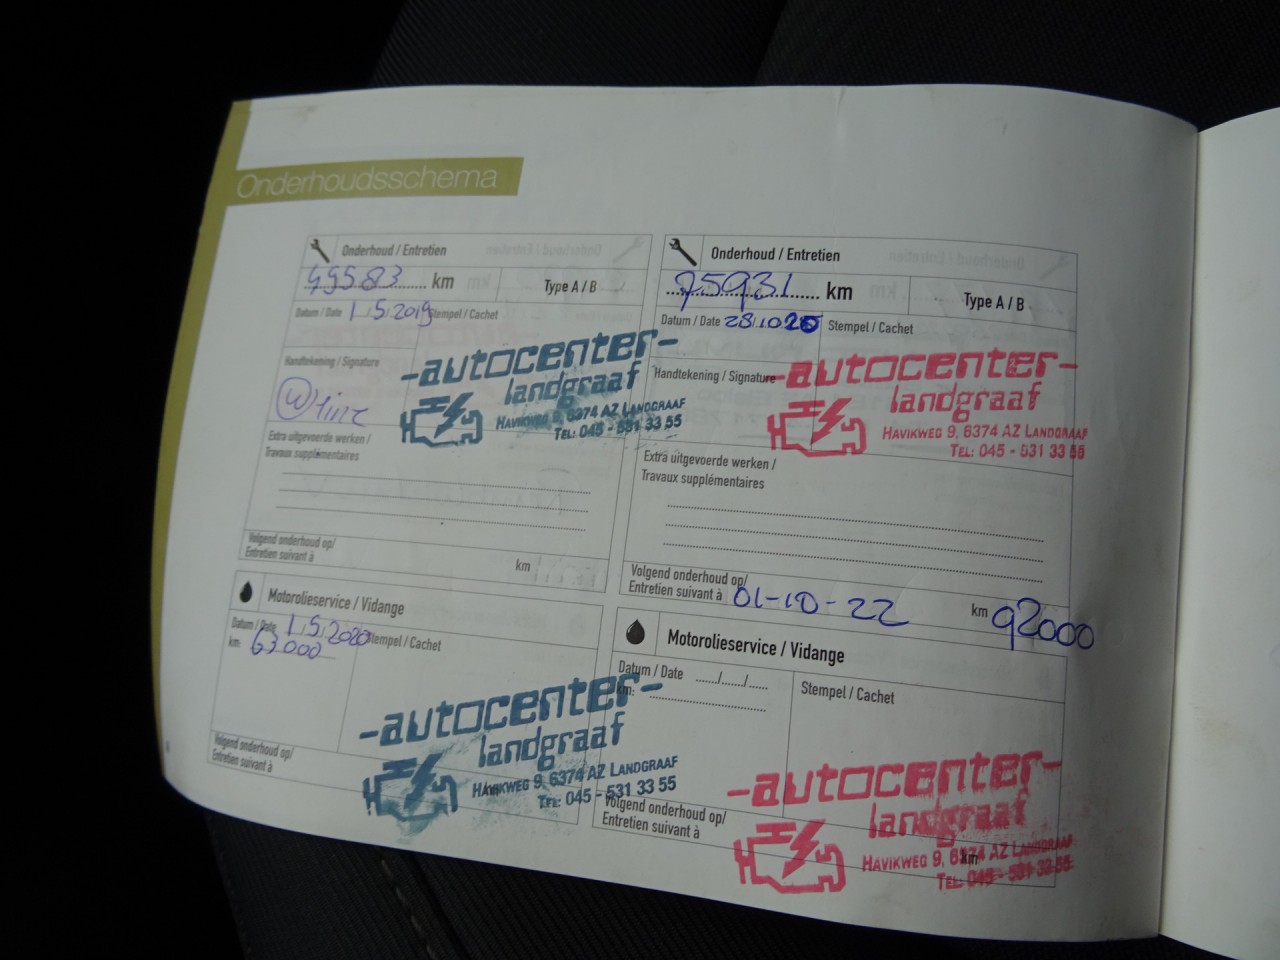 Onderhoudsschema
Onderhoud / Entretien
km
Type A / B
Datum / Date 1/5/2019 Stempel / Cachet
Handtekening / Signature
-autocenter-
landgraaf
HAVIKWEG 9, 6374 AZ LANDGRAAF
TEL: 045 - 531 33 55
Extra uitgevoerde werken /
Travaux supplémentaires
Volgend onderhoud op/
Entretien suivant à
km
Motorolieservice / Vidange
Datum / Date 1/5/2020 Stempel / Cachet
km: 63000
-autocenter-
landgraaf
HAVIKWEG 9, 6374 AZ LANDGRAAF
TEL: 045 - 531 33 55
Volgend onderhoud op/
Entretien suivant à
Onderhoud / Entretien
75931 km
Type A / B
Datum / Date 28/10/2020 Stempel / Cachet
Handtekening / Signature
-autocenter-
landgraaf
HAVIKWEG 9, 6374 AZ LANDGRAAF
TEL: 045 - 531 33 55
Extra uitgevoerde werken /
Travaux supplémentaires
Volgend onderhoud op/
Entretien suivant à 01-10-22 km 92000
Motorolieservice / Vidange
Datum / Date ....../....../...... Stempel / Cachet
km:
-autocenter-
landgraaf
HAVIKWEG 9, 6374 AZ LANDGRAAF
TEL: 045 - 531 33 55
Volgend onderhoud op/
Entretien suivant à
km